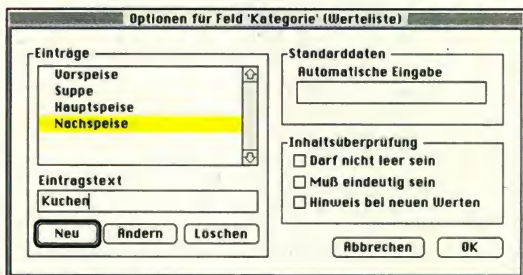 Optionen für Feld 'Kategorie' (Werteliste)
Einträge
Vorspeise
Suppe
Hauptspeise
Nachspeise
Eintragstext
Kuchen
Neu
Ändern
Löschen
Standarddaten
Automatische Eingabe
Inhaltsüberprüfung
Darf nicht leer sein
Muß eindeutig sein
Hinweis bei neuen Werten
Abbrechen
OK